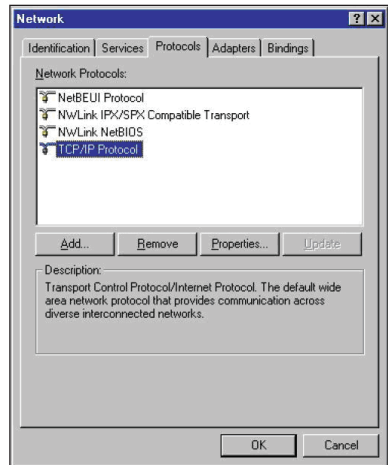 Network
Identification Services Protocols Adapters Bindings
Network Protocols:
NetBEUI Protocol
NWLink IPX/SPX Compatible Transport
NWLink NetBIOS
TCP/IP Protocol
Add... Remove Properties... Update
Description:
Transport Control Protocol/Internet Protocol. The default wide
area network protocol that provides communication across
diverse interconnected networks.
OK Cancel